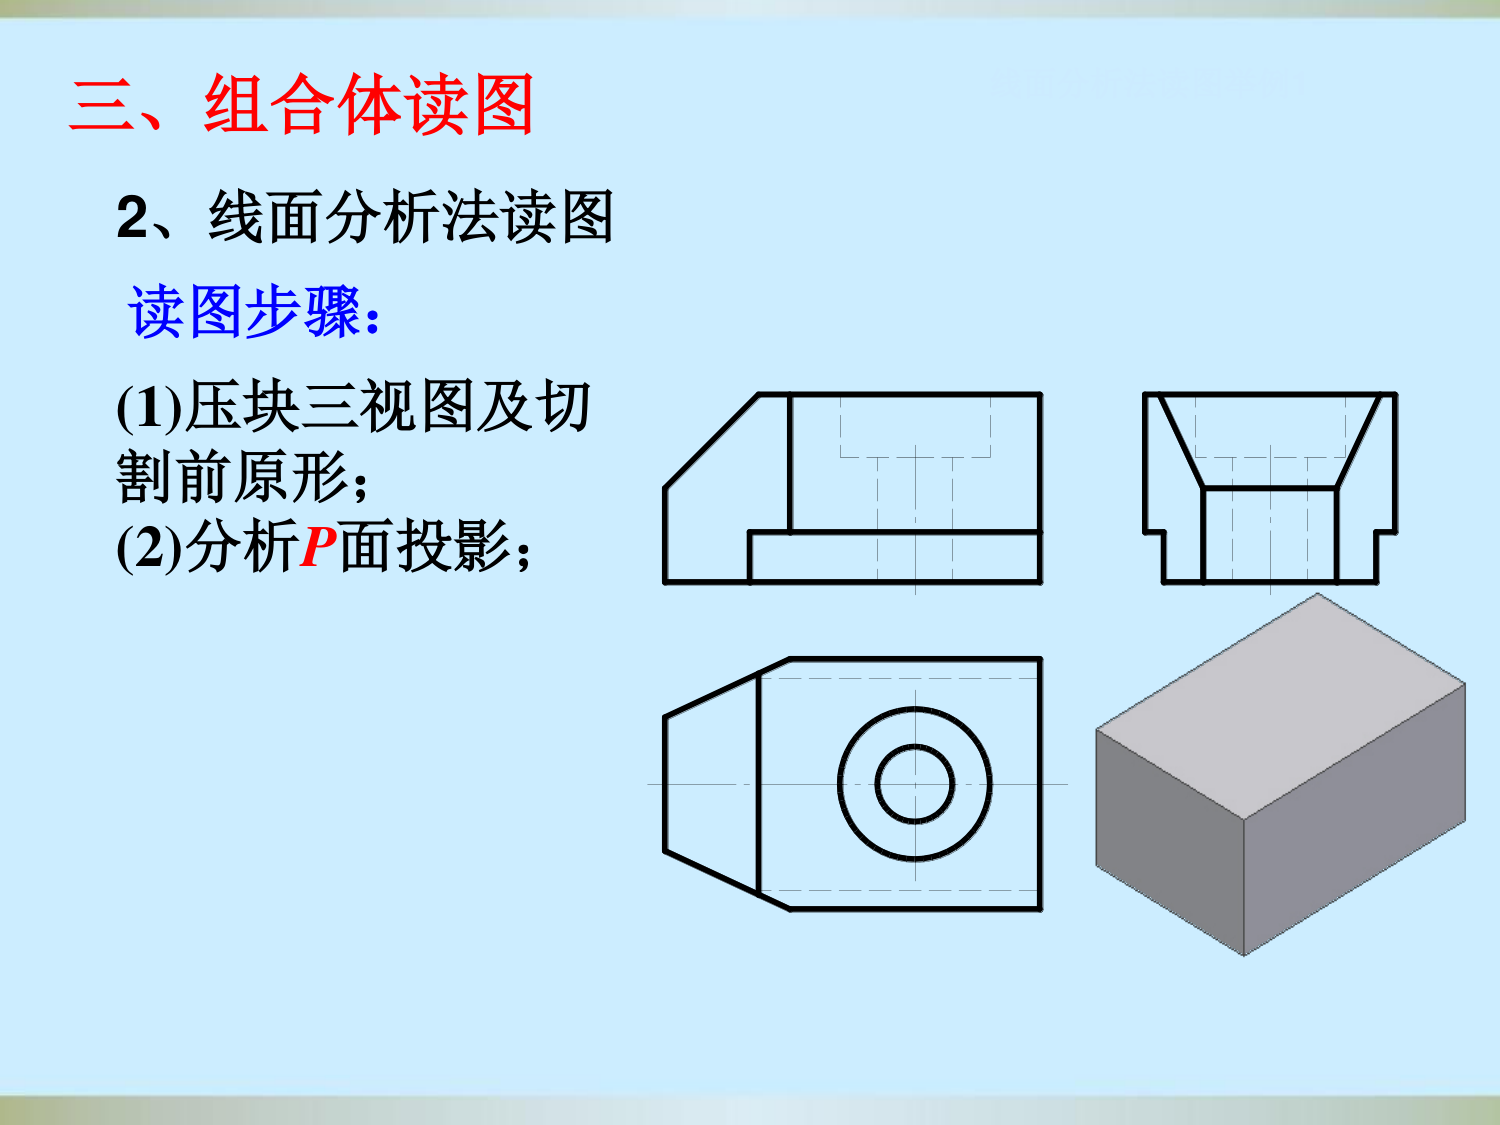 三、组合体读图
2、线面分析法读图
读图步骤：
(1)压块三视图及切
割前原形；
(2)分析P面投影；